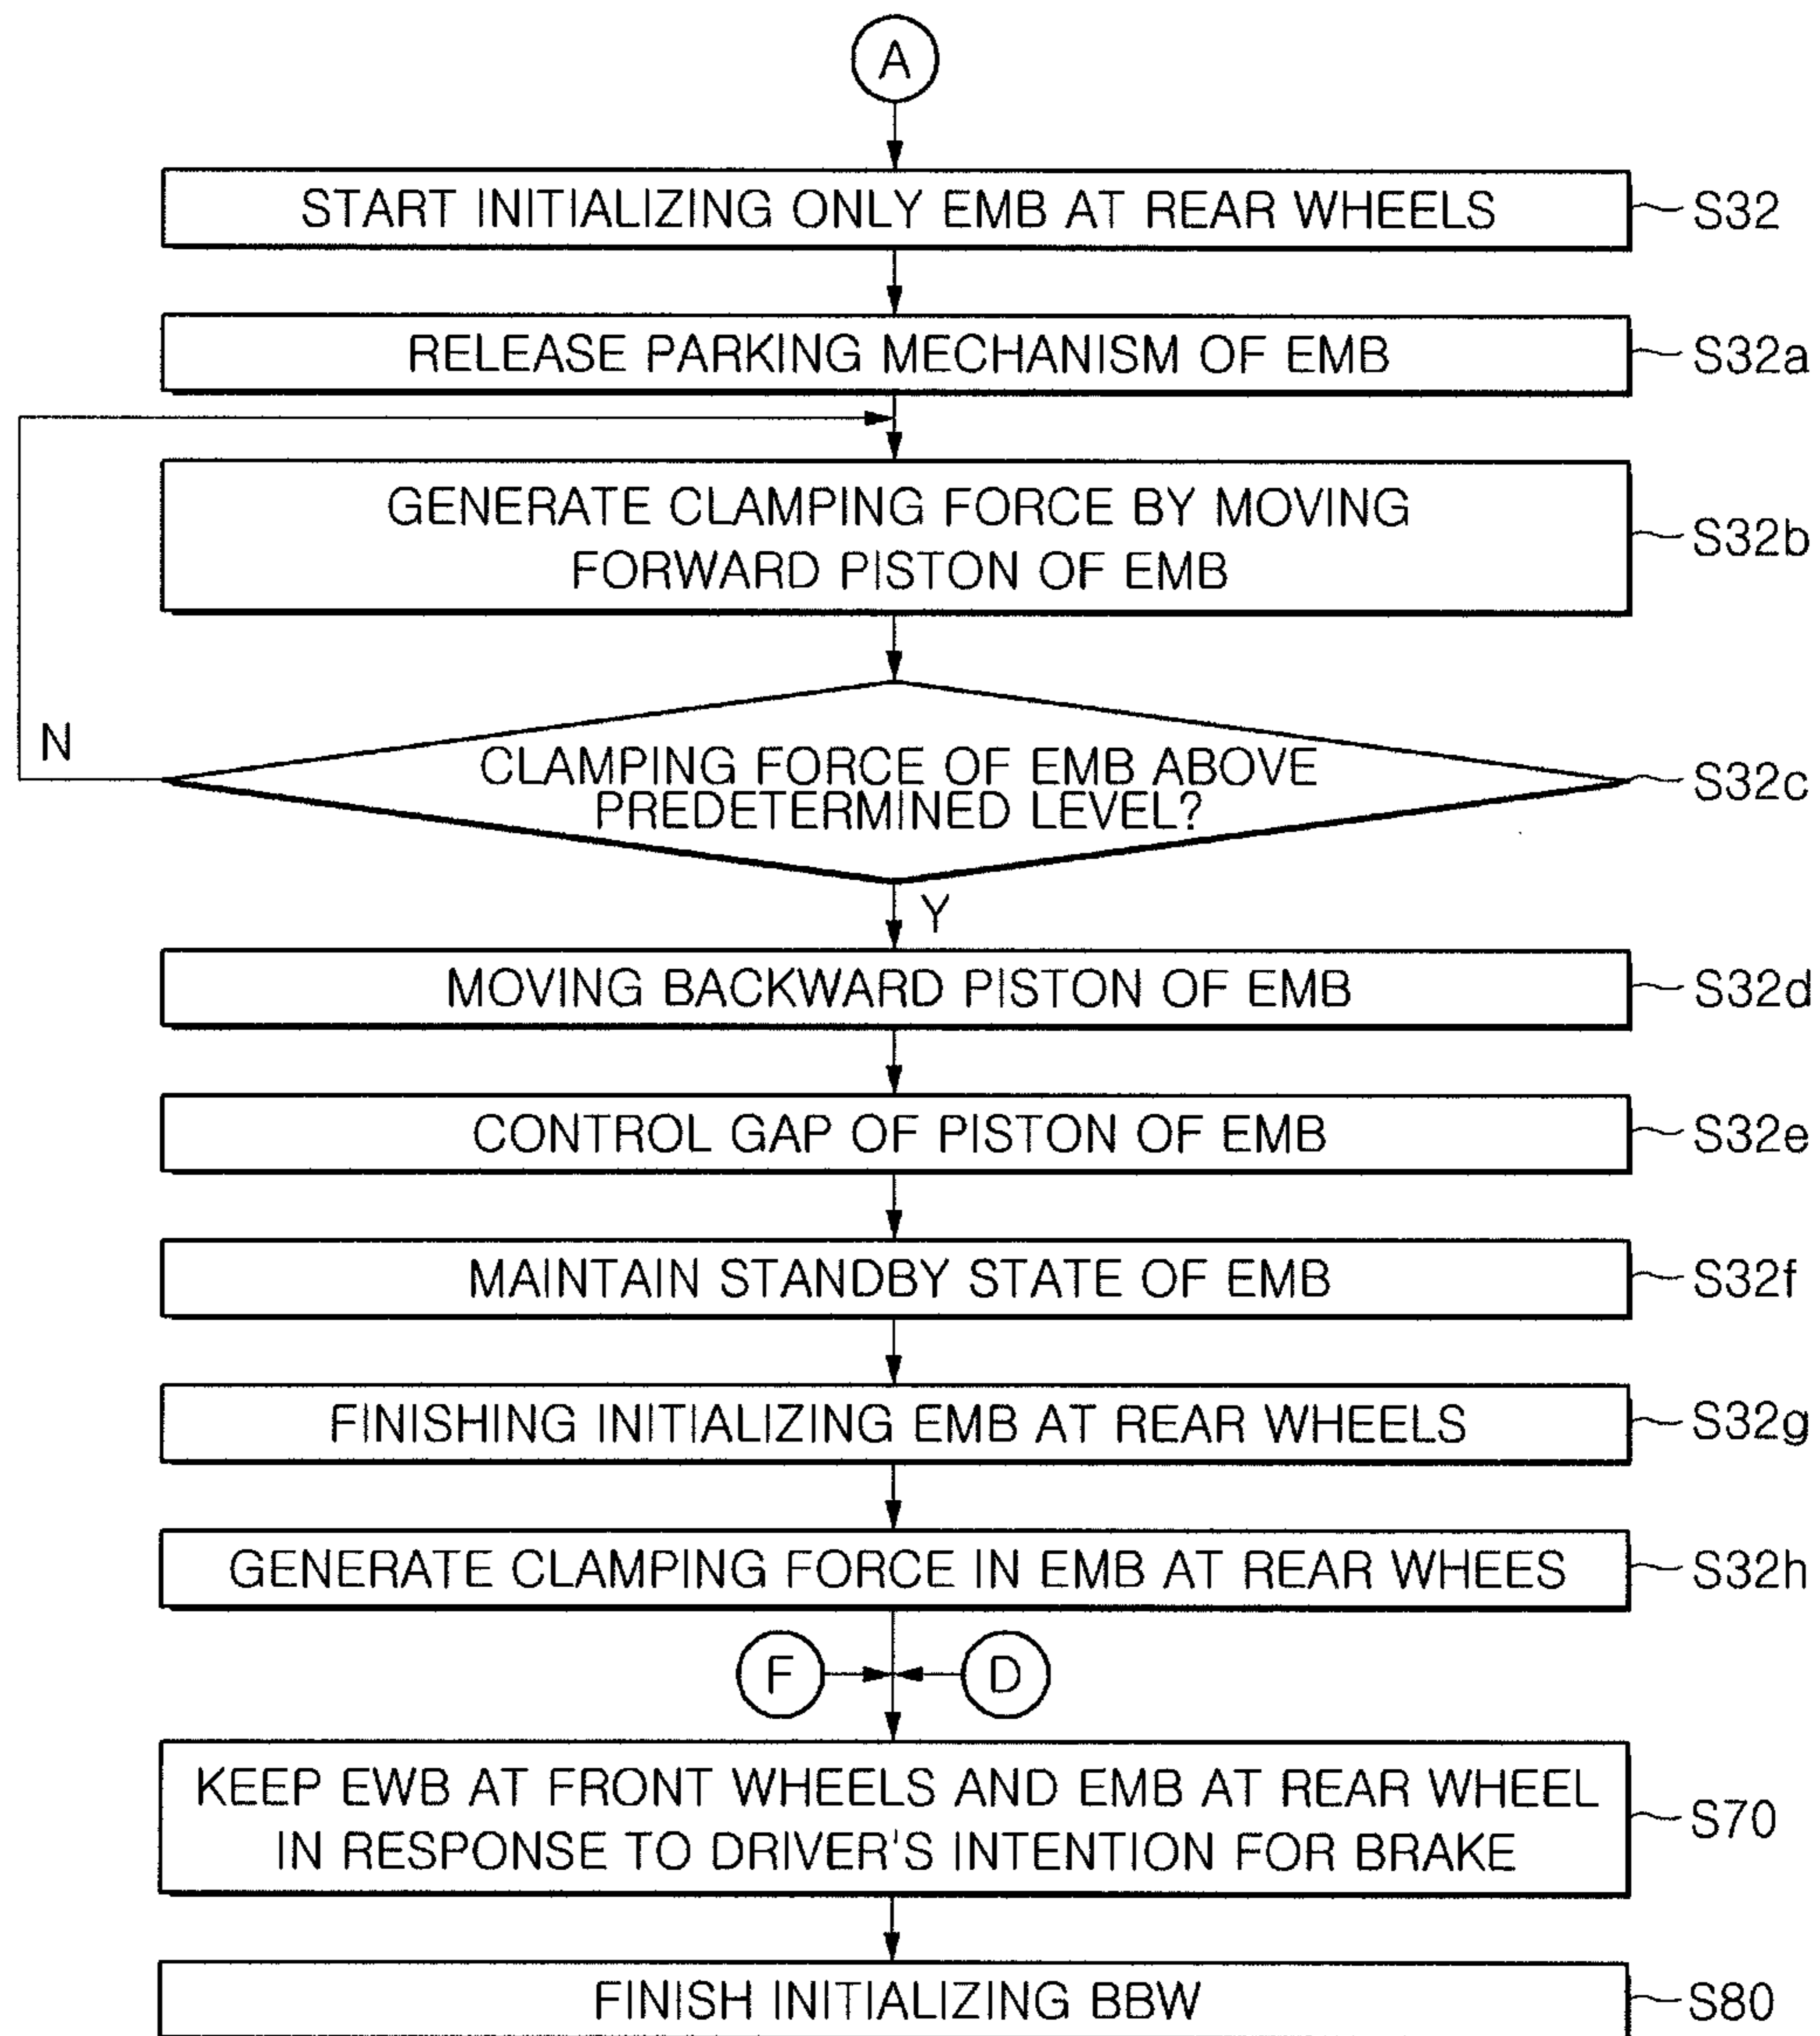 A
START INITIALIZING ONLY EMB AT REAR WHEELS
S32
RELEASE PARKING MECHANISM OF EMB
S32a
GENERATE CLAMPING FORCE BY MOVING
FORWARD PISTON OF EMB
S32b
N
CLAMPING FORCE OF EMB ABOVE
PREDETERMINED LEVEL?
S32c
Y
MOVING BACKWARD PISTON OF EMB
S32d
CONTROL GAP OF PISTON OF EMB
S32e
MAINTAIN STANDBY STATE OF EMB
S32f
FINISHING INITIALIZING EMB AT REAR WHEELS
S32g
GENERATE CLAMPING FORCE IN EMB AT REAR WHEES
S32h
F
D
KEEP EWB AT FRONT WHEELS AND EMB AT REAR WHEEL
IN RESPONSE TO DRIVER'S INTENTION FOR BRAKE
S70
FINISH INITIALIZING BBW
S80